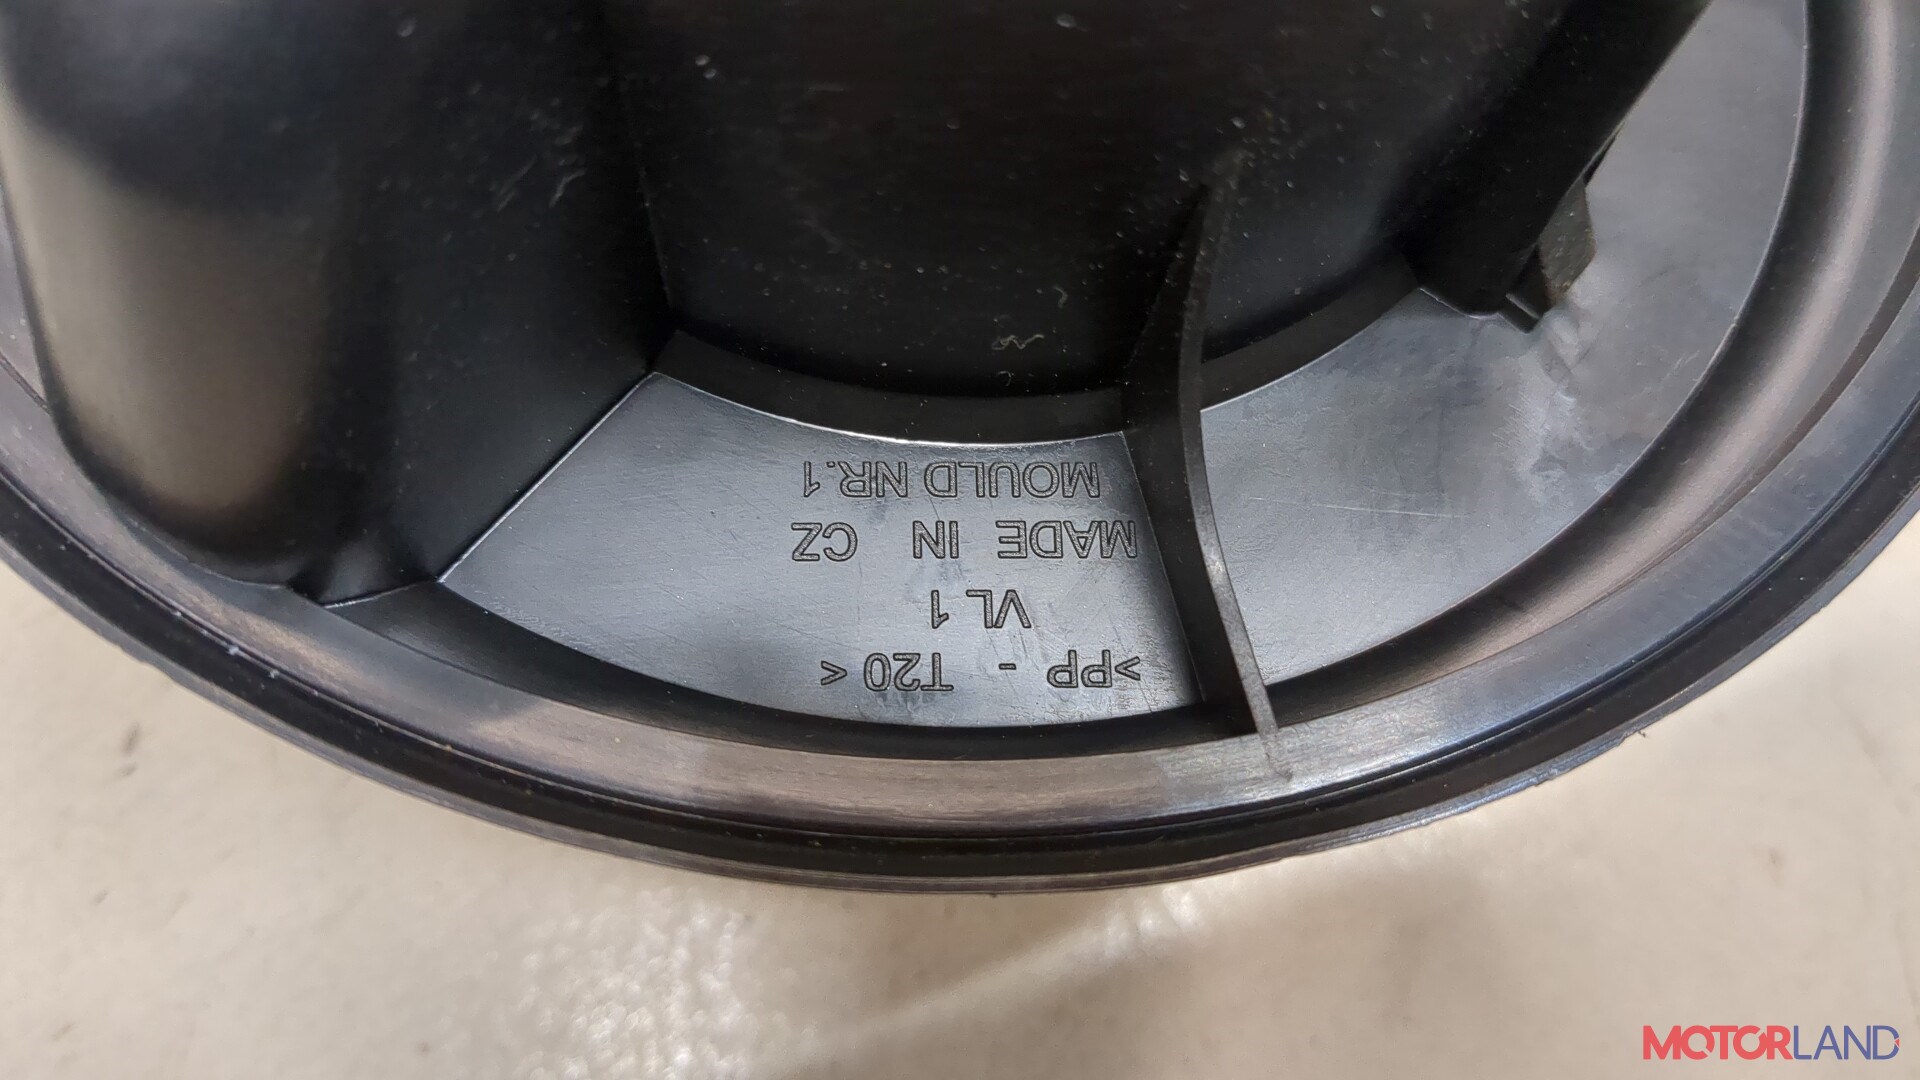 >PP - T20<
VL 1
MADE IN CZ
MOULD NR.1
MOTORLAND